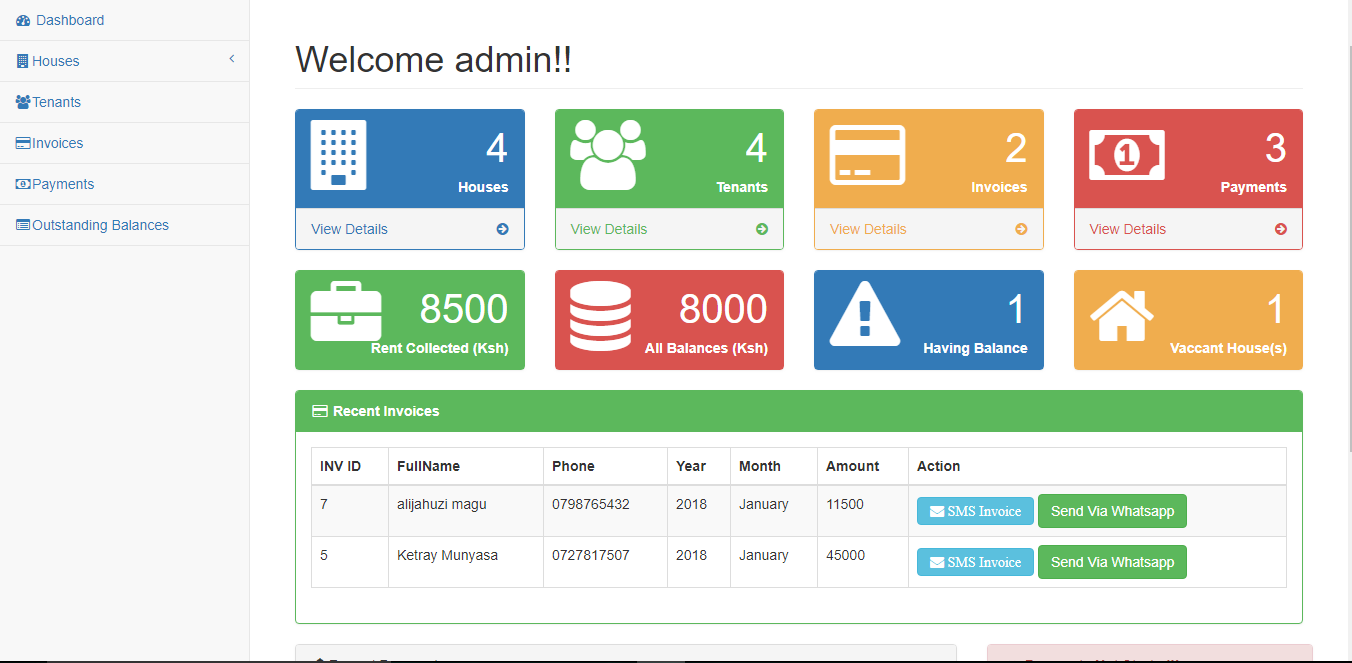 Dashboard
Houses
Tenants
Invoices
Payments
Outstanding Balances
Welcome admin!!
4
Houses
View Details
4
Tenants
View Details
2
Invoices
View Details
1
3
Payments
View Details
8500
Rent Collected (Ksh)
8000
All Balances (Ksh)
1
Having Balance
1
Vaccant House(s)
Recent Invoices
INV ID FullName Phone Year Month Amount Action
7 alijahuzi magu 0798765432 2018 January 11500 SMS Invoice Send Via Whatsapp
5 Ketray Munyasa 0727817507 2018 January 45000 SMS Invoice Send Via Whatsapp